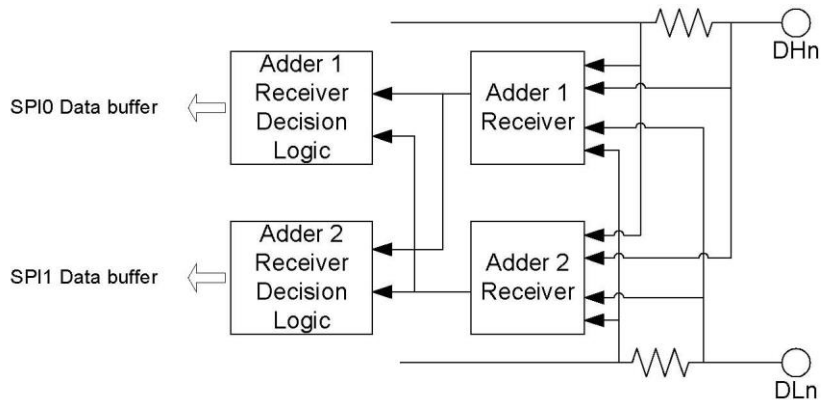 DHn
Adder 1
Receiver
Decision
Logic
Adder 1
Receiver
SPI0 Data buffer
Adder 2
Receiver
Decision
Logic
Adder 2
Receiver
SPI1 Data buffer
DLn